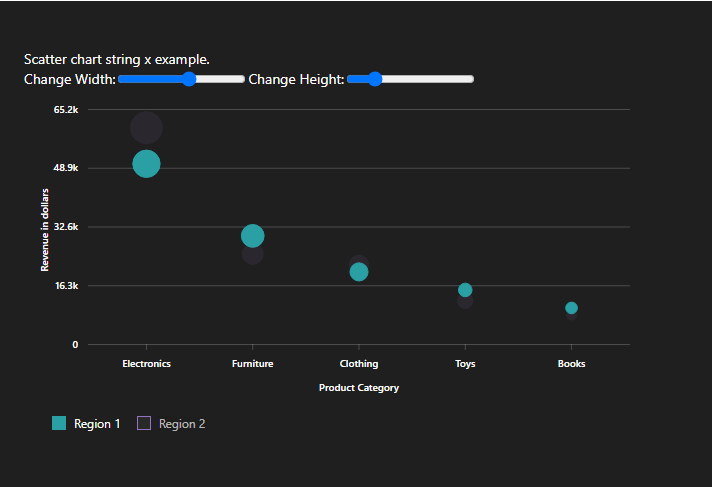 Scatter chart string x example.
Change Width: Change Height:
65.2k
48.9k
32.6k
16.3k
0
Revenue in dollars
Electronics Furniture Clothing Toys Books
Product Category
Region 1 Region 2